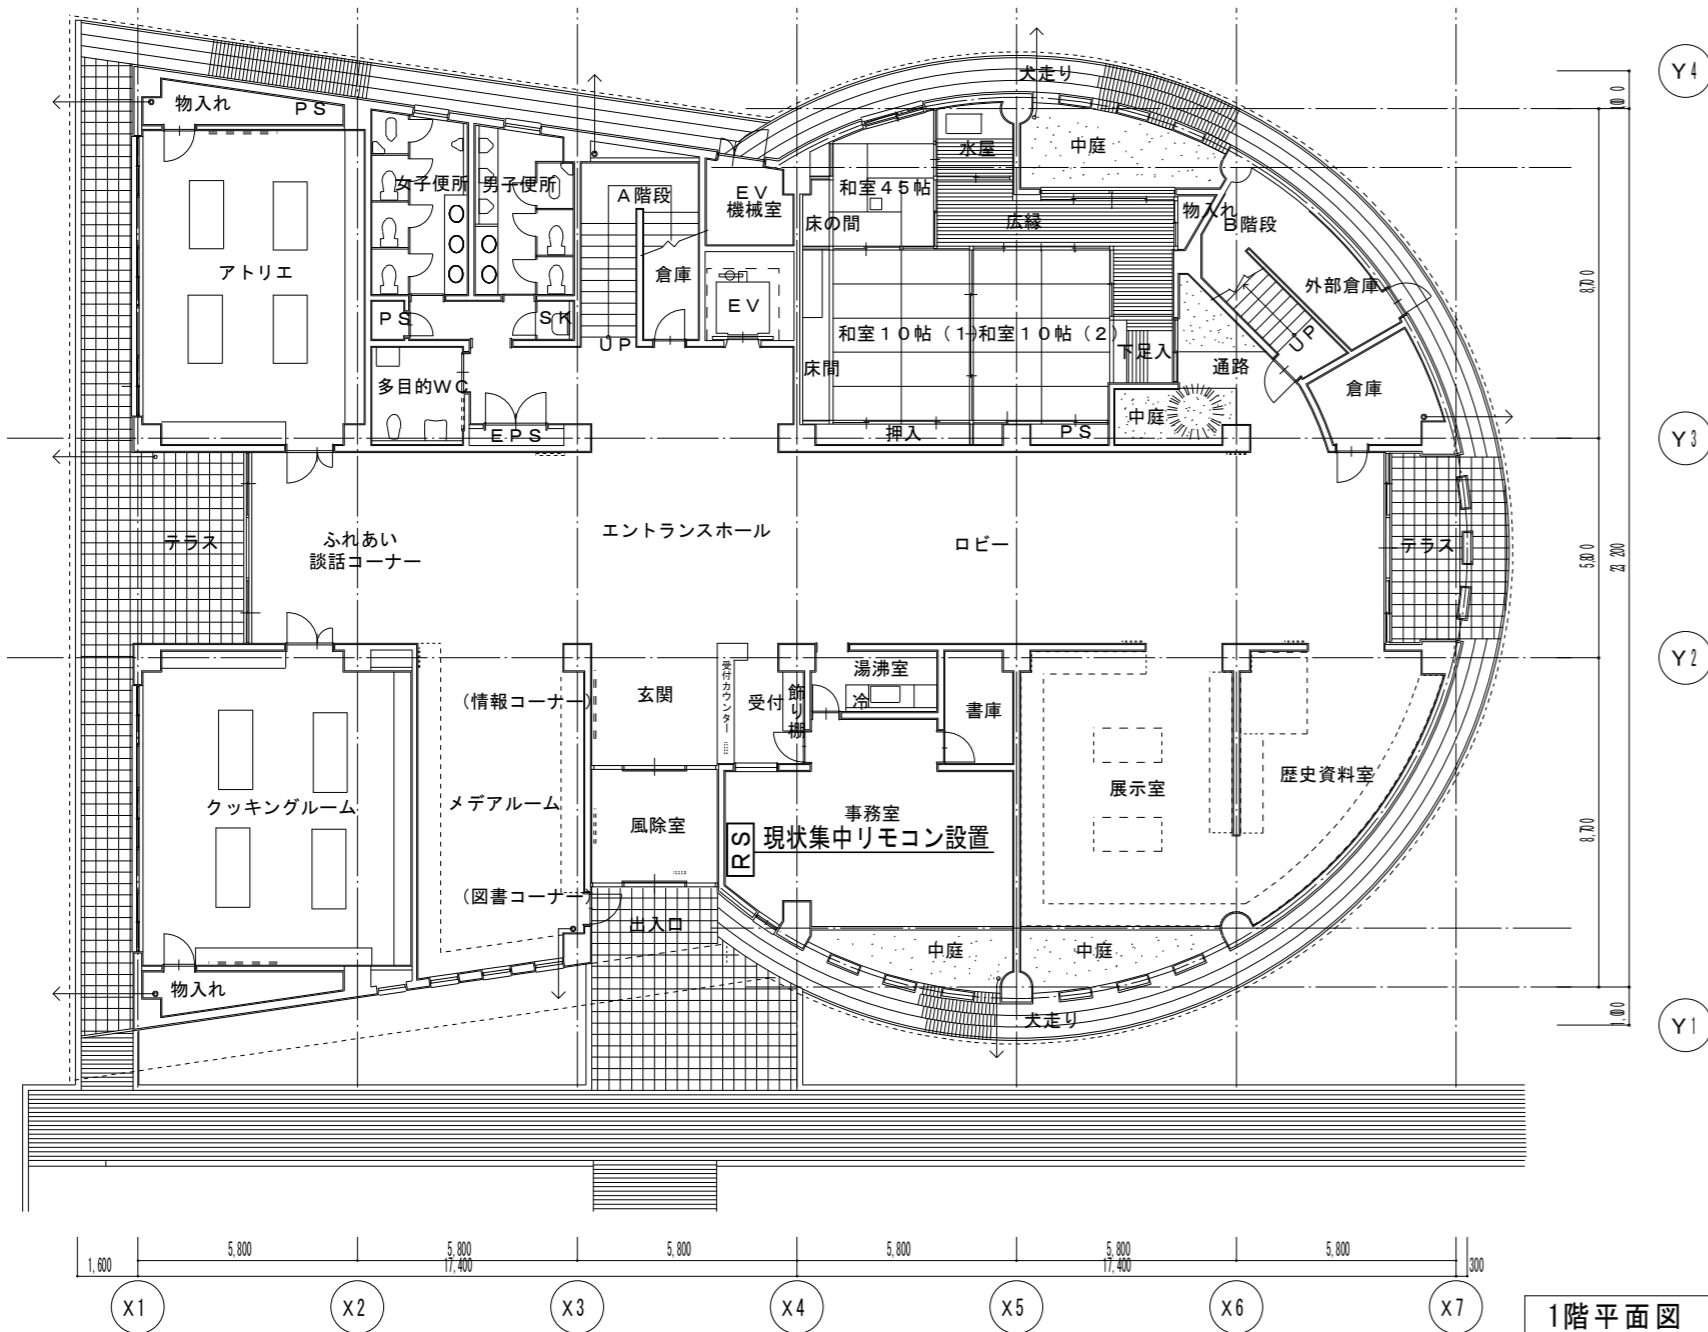 Y4
犬走り
物入れ
PS
1,000
水屋
中庭
女子便所
男子便所
A階段
EV
機械室
和室45帖
物入れ
床の間
広縁
B階段
アトリエ
倉庫
外部倉庫
8,700
EV
PS
SK
UP
和室10帖（1）
和室10帖（2）
下足入
UP
多目的WC
床間
通路
倉庫
中庭
EPS
押入
PS
Y3
テラス
ふれあい
談話コーナー
エントランスホール
ロビー
テラス
5,800
23,200
Y2
（情報コーナー）
玄関
受付カウンター
受付
飾り棚
湯沸室
冷
書庫
クッキングルーム
メデアルーム
風除室
事務室
展示室
歴史資料室
RS
現状集中リモコン設置
8,700
（図書コーナー）
出入口
中庭
中庭
物入れ
犬走り
1,000
Y1
5,800
5,800
5,800
5,800
5,800
5,800
1,600
17,400
17,400
300
X1
X2
X3
X4
X5
X6
X7
1階平面図